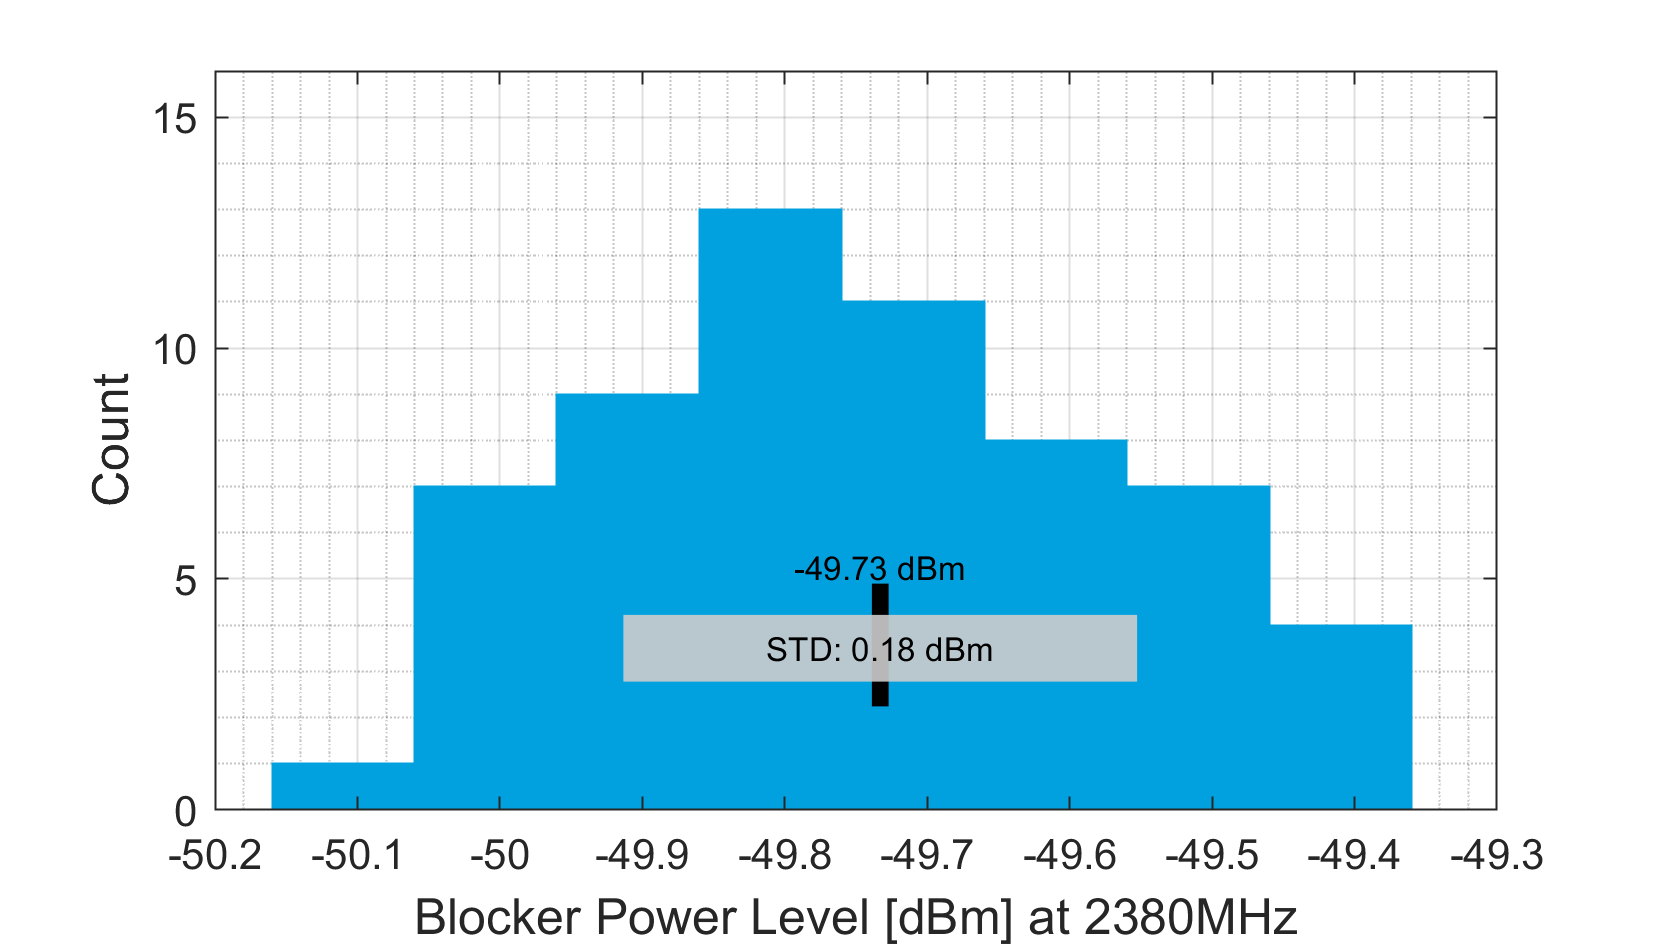 15
10
5
0
Count
-49.73 dBm
STD: 0.18 dBm
-50.2 -50.1 -50 -49.9 -49.8 -49.7 -49.6 -49.5 -49.4 -49.3
Blocker Power Level [dBm] at 2380MHz